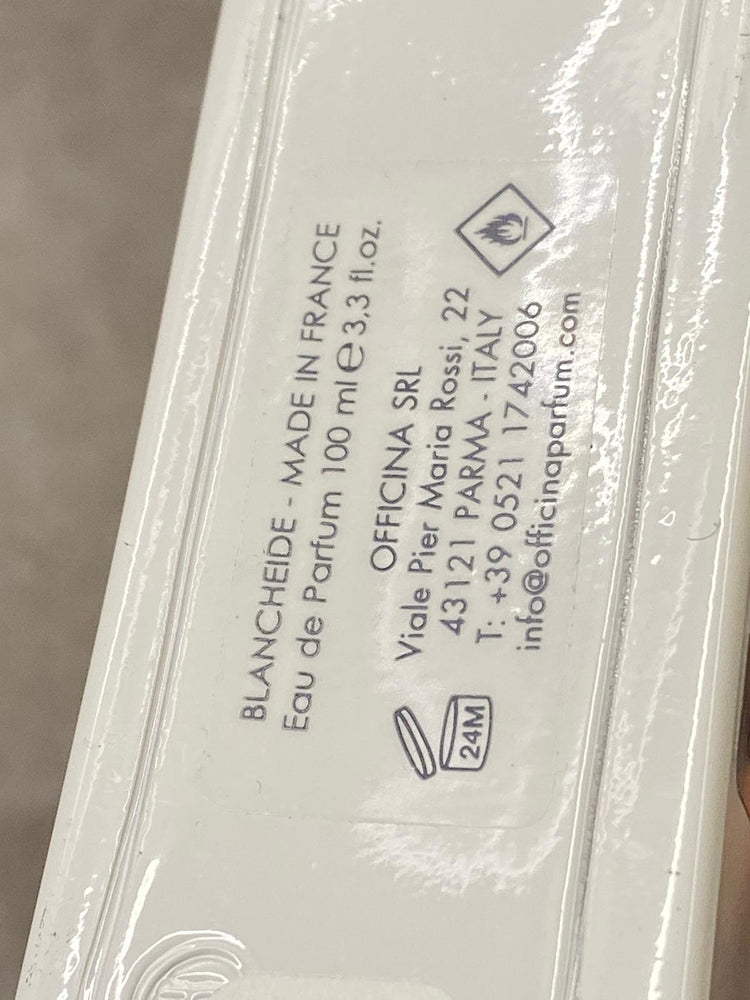 BLANCHEIDE - MADE IN FRANCE
Eau de Parfum 100 ml ℮ 3,3 fl.oz.
OFFICINA SRL
Viale Pier Maria Rossi, 22
43121 PARMA - ITALY
T: +39 0521 1742006
info@officinaparfum.com
24M